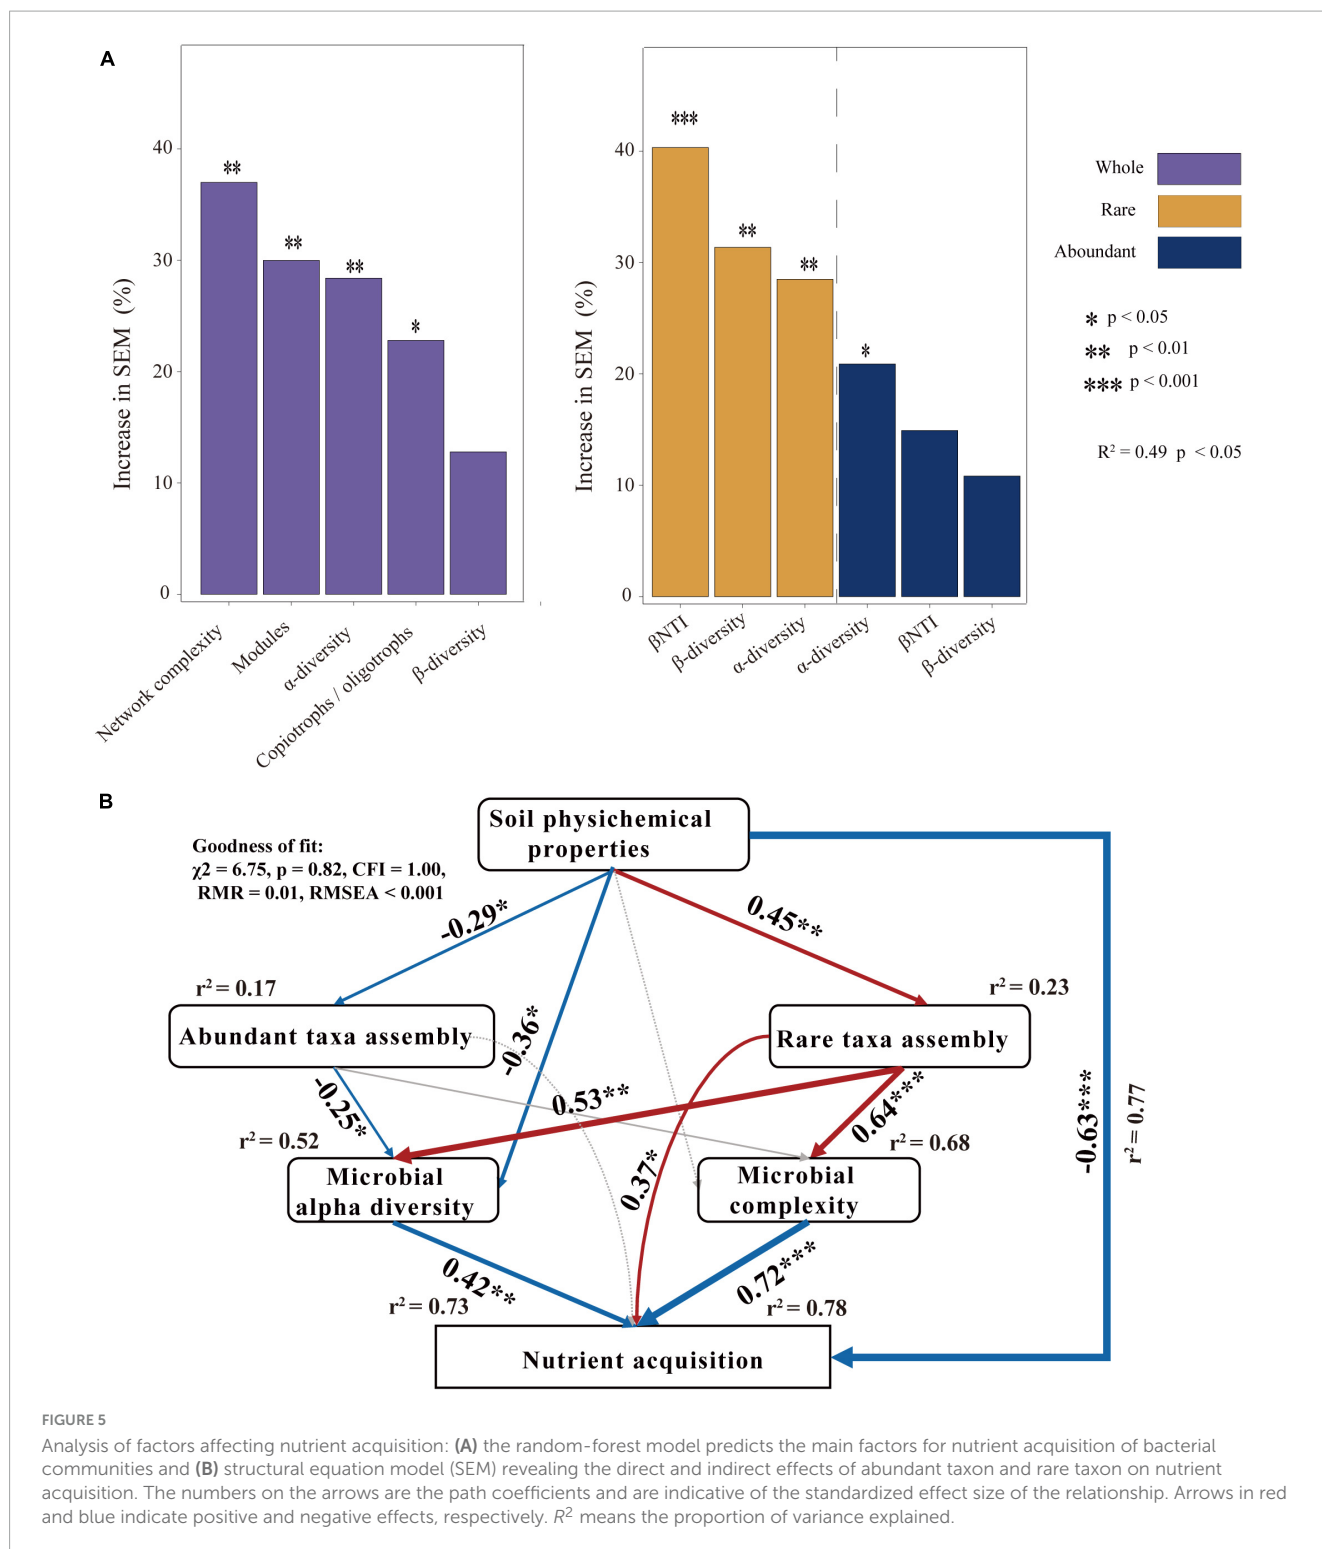 A
Increase in SEM (%)
40
30
20
10
0
**
**
**
*
Network complexity
Modules
α-diversity
Copiotrophs / oligotrophs
β-diversity
Increase in SEM (%)
40
30
20
10
0
***
**
**
*
βNTI
β-diversity
α-diversity
α-diversity
βNTI
β-diversity
Whole
Rare
Aboundant
* p < 0.05
** p < 0.01
*** p < 0.001
R² = 0.49 p < 0.05
B
Goodness of fit:
χ2 = 6.75, p = 0.82, CFI = 1.00,
RMR = 0.01, RMSEA < 0.001
Soil physichemical
properties
-0.29*
0.45**
r² = 0.17
r² = 0.23
Abundant taxa assembly
Rare taxa assembly
-0.36*
-0.25*
0.53**
0.64***
-0.63***
r² = 0.77
r² = 0.52
r² = 0.68
Microbial
alpha diversity
0.37*
Microbial
complexity
0.42**
0.72***
r² = 0.73
r² = 0.78
Nutrient acquisition
FIGURE 5
Analysis of factors affecting nutrient acquisition: (A) the random-forest model predicts the main factors for nutrient acquisition of bacterial
communities and (B) structural equation model (SEM) revealing the direct and indirect effects of abundant taxon and rare taxon on nutrient
acquisition. The numbers on the arrows are the path coefficients and are indicative of the standardized effect size of the relationship. Arrows in red
and blue indicate positive and negative effects, respectively. R² means the proportion of variance explained.